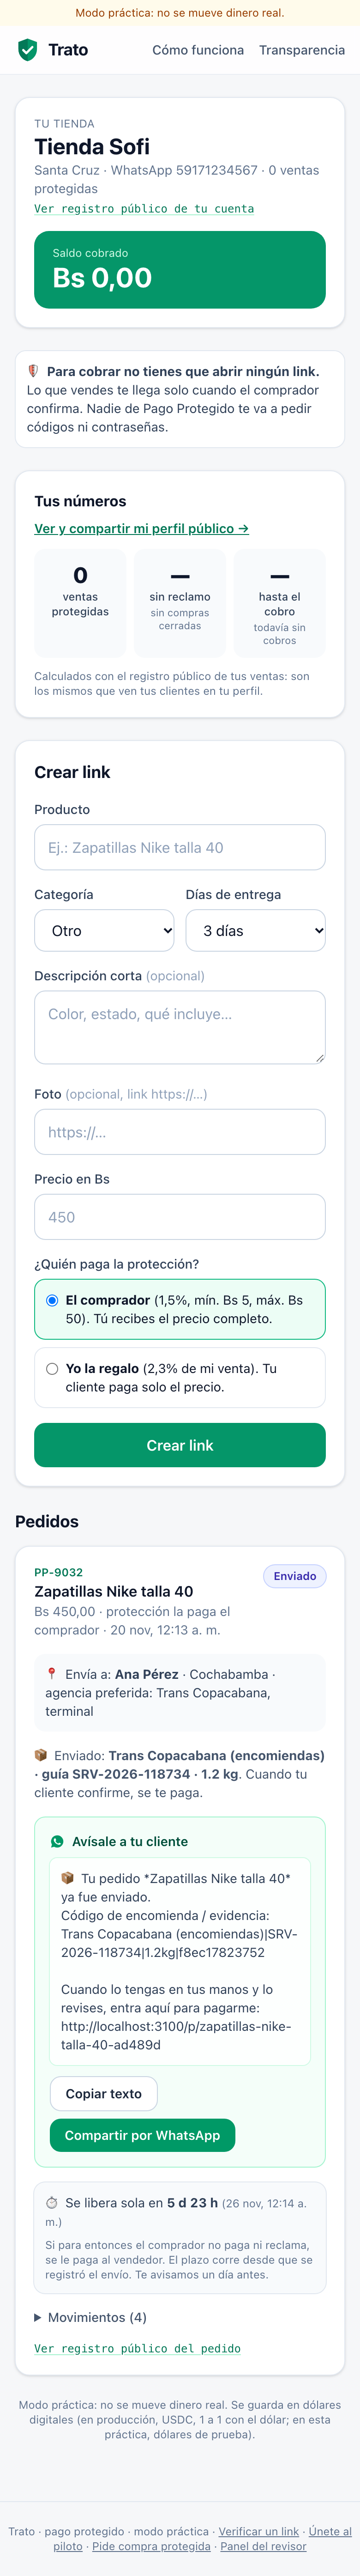 Modo práctica: no se mueve dinero real.
Trato
Cómo funciona
Transparencia
TU TIENDA
Tienda Sofi
Santa Cruz · WhatsApp 59171234567 · 0 ventas
protegidas
Ver registro público de tu cuenta
Saldo cobrado
Bs 0,00
Para cobrar no tienes que abrir ningún link.
Lo que vendes te llega solo cuando el comprador
confirma. Nadie de Pago Protegido te va a pedir
códigos ni contraseñas.
Tus números
Ver y compartir mi perfil público →
0
ventas
protegidas
—
sin reclamo
sin compras
cerradas
—
hasta el
cobro
todavía sin
cobros
Calculados con el registro público de tus ventas: son
los mismos que ven tus clientes en tu perfil.
Crear link
Producto
Ej.: Zapatillas Nike talla 40
Categoría
Días de entrega
Otro
3 días
Descripción corta (opcional)
Color, estado, qué incluye...
Foto (opcional, link https://...)
https://...
Precio en Bs
450
¿Quién paga la protección?
El comprador (1,5%, mín. Bs 5, máx. Bs
50). Tú recibes el precio completo.
Yo la regalo (2,3% de mi venta). Tu
cliente paga solo el precio.
Crear link
Pedidos
PP-9032
Enviado
Zapatillas Nike talla 40
Bs 450,00 · protección la paga el
comprador · 20 nov, 12:13 a. m.
Envía a: Ana Pérez · Cochabamba ·
agencia preferida: Trans Copacabana,
terminal
Enviado: Trans Copacabana (encomiendas)
· guía SRV-2026-118734 · 1.2 kg. Cuando tu
cliente confirme, se te paga.
Avísale a tu cliente
Tu pedido *Zapatillas Nike talla 40*
ya fue enviado.
Código de encomienda / evidencia:
Trans Copacabana (encomiendas)|SRV-
2026-118734|1.2kg|f8ec17823752
Cuando lo tengas en tus manos y lo
revises, entra aquí para pagarme:
http://localhost:3100/p/zapatillas-nike-
talla-40-ad489d
Copiar texto
Compartir por WhatsApp
Se libera sola en 5 d 23 h (26 nov, 12:14 a.
m.)
Si para entonces el comprador no paga ni reclama,
se le paga al vendedor. El plazo corre desde que se
registró el envío. Te avisamos un día antes.
Movimientos (4)
Ver registro público del pedido
Modo práctica: no se mueve dinero real. Se guarda en dólares
digitales (en producción, USDC, 1 a 1 con el dólar; en esta
práctica, dólares de prueba).
Trato · pago protegido · modo práctica · Verificar un link · Únete al
piloto · Pide compra protegida · Panel del revisor